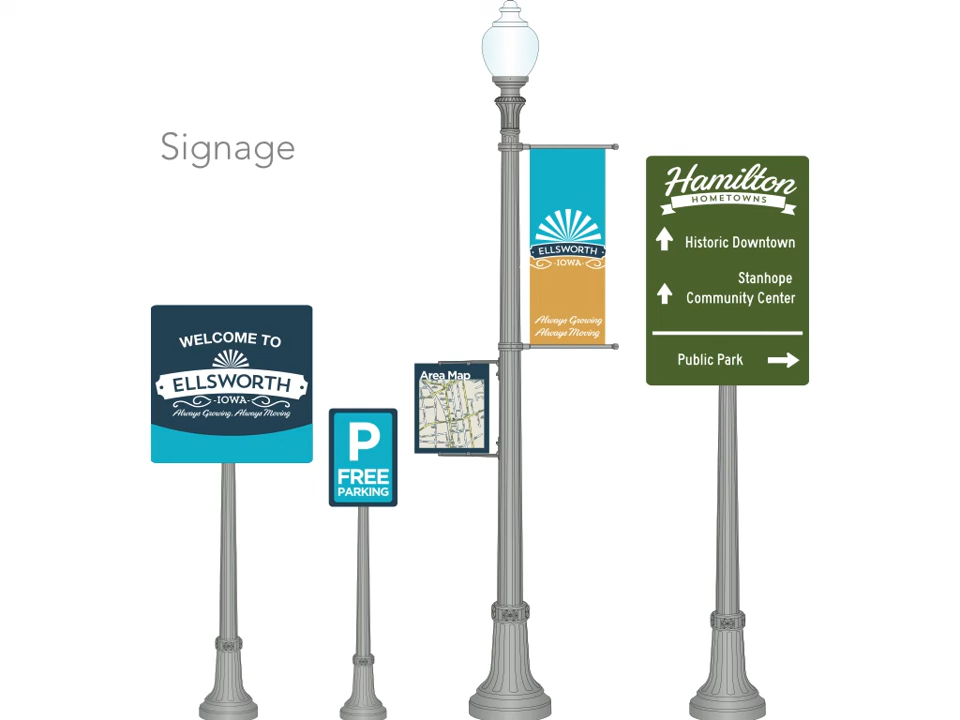 Signage
WELCOME TO
ELLSWORTH
·IOWA·
Always Growing, Always Moving
P
FREE
PARKING
Area Map
ELLSWORTH
·IOWA·
Always Growing
Always Moving
Hamilton
HOMETOWNS
Historic Downtown
Stanhope
Community Center
Public Park